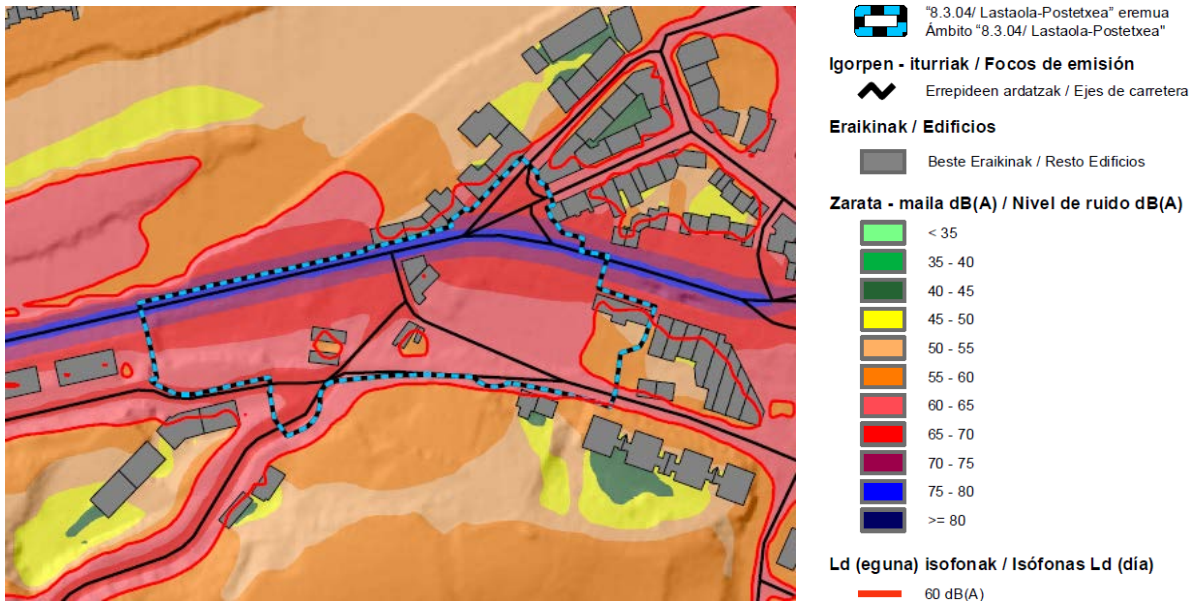 "8.3.04/ Lastaola-Postetxea" eremua
Ámbito "8.3.04/ Lastaola-Postetxea"
Igorpen - iturriak / Focos de emisión
Errepideen ardatzak / Ejes de carretera
Eraikinak / Edificios
Beste Eraikinak / Resto Edificios
Zarata - maila dB(A) / Nivel de ruido dB(A)
< 35
35 - 40
40 - 45
45 - 50
50 - 55
55 - 60
60 - 65
65 - 70
70 - 75
75 - 80
>= 80
Ld (eguna) isofonak / Isófonas Ld (día)
60 dB(A)